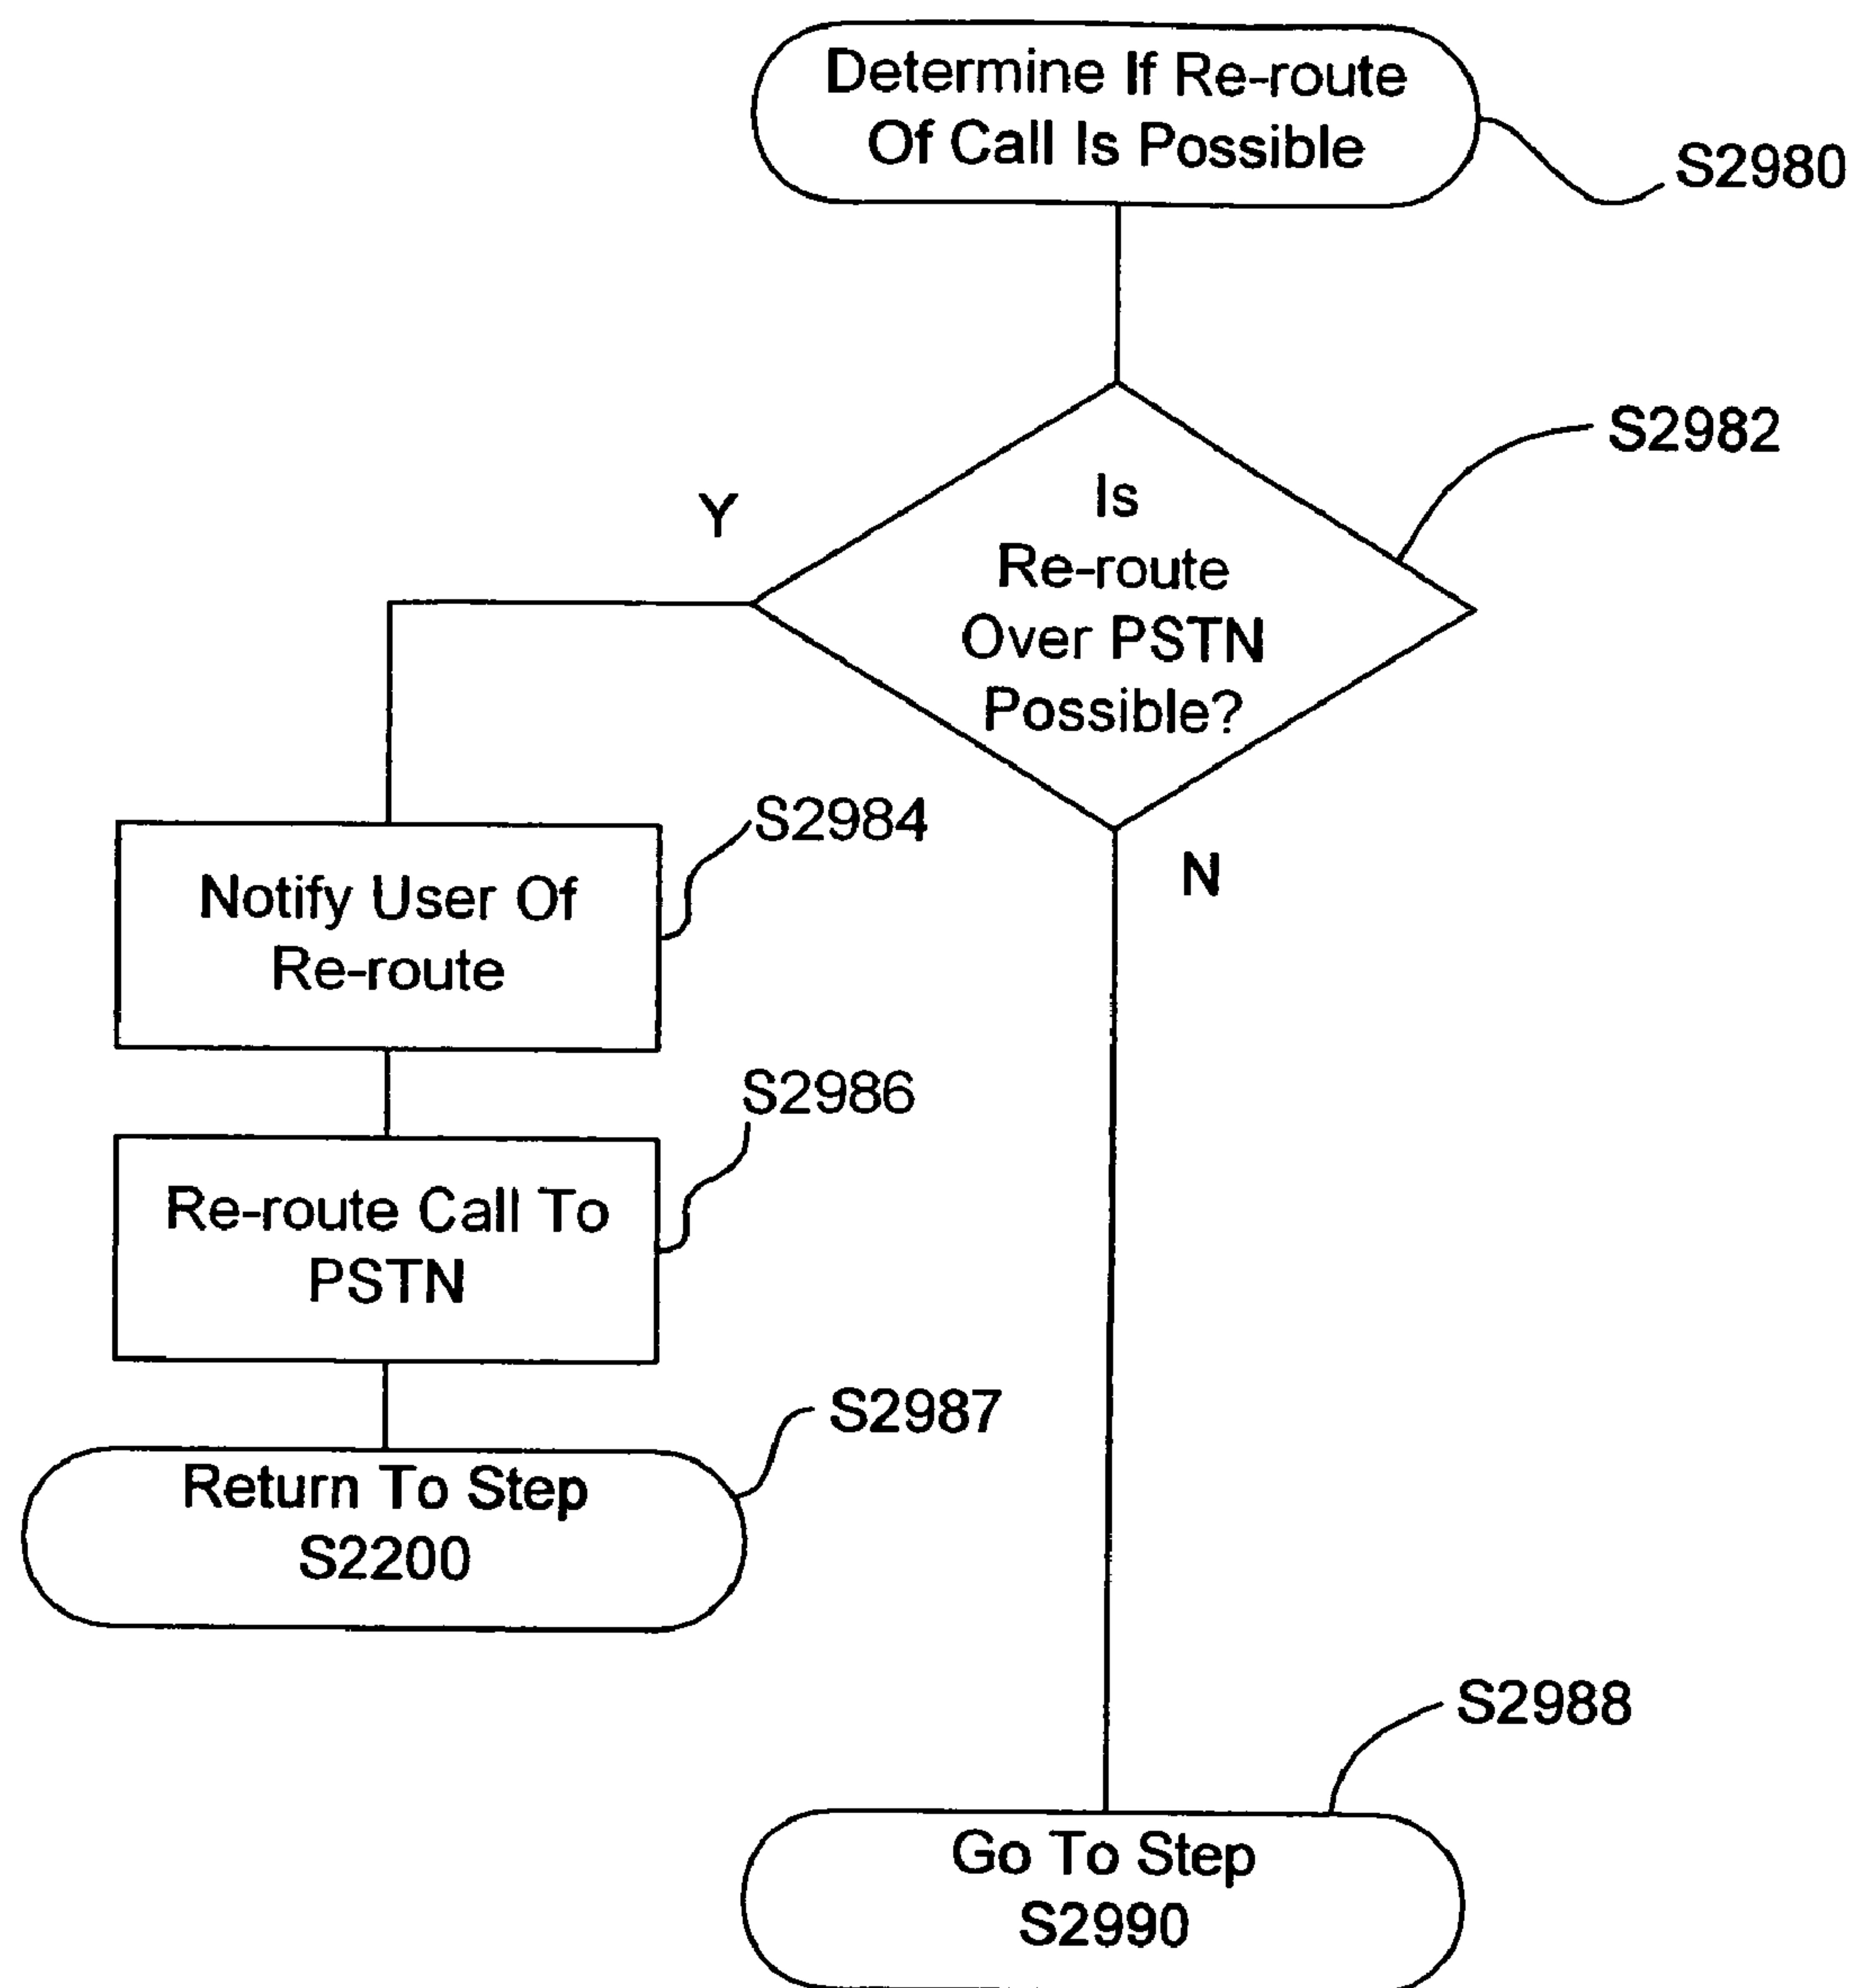 Determine If Re-route
Of Call Is Possible
S2980
S2982
Is
Re-route
Over PSTN
Possible?
Y
N
S2984
Notify User Of
Re-route
S2986
Re-route Call To
PSTN
S2987
Return To Step
S2200
S2988
Go To Step
S2990